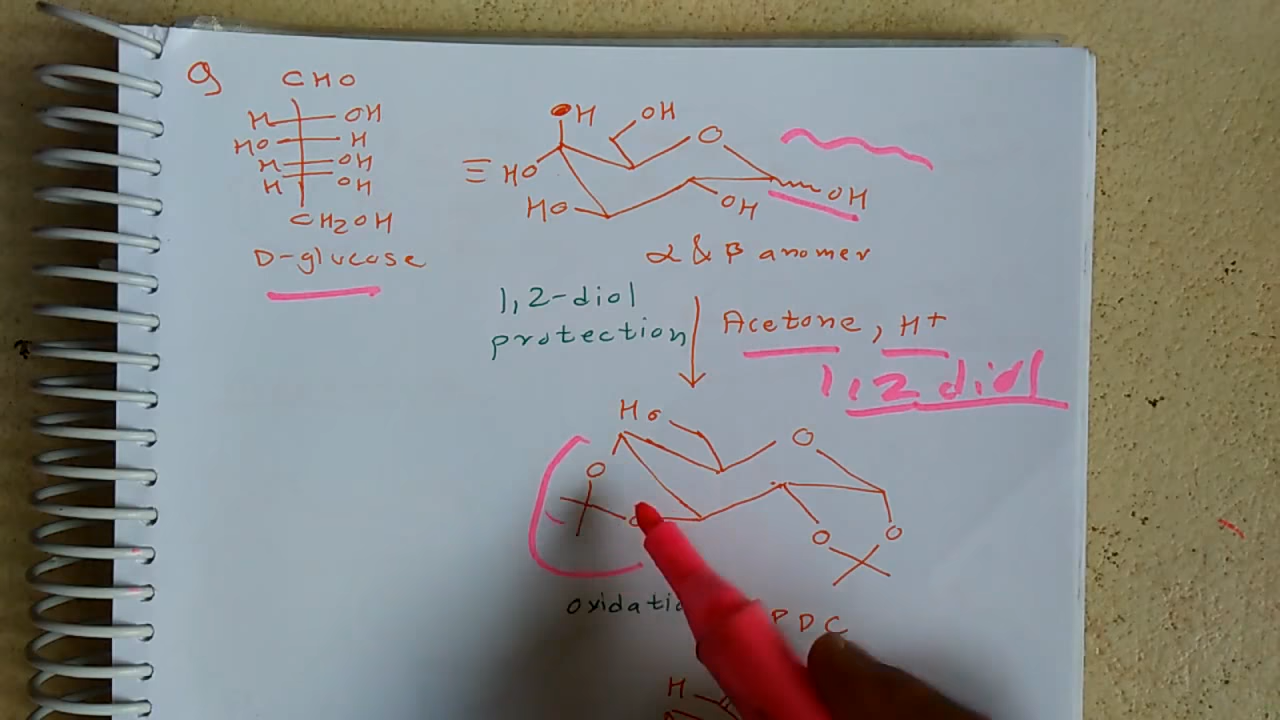 9
CHO
H OH
HO H
H OH
H OH
CH2OH
D-glucose
≡
OH
OH
O
HO
HO
OH
OH
α & β anomer
1,2-diol
protection
Acetone, H+
1,2 diol
HO
O
O
O
O
PDC
H